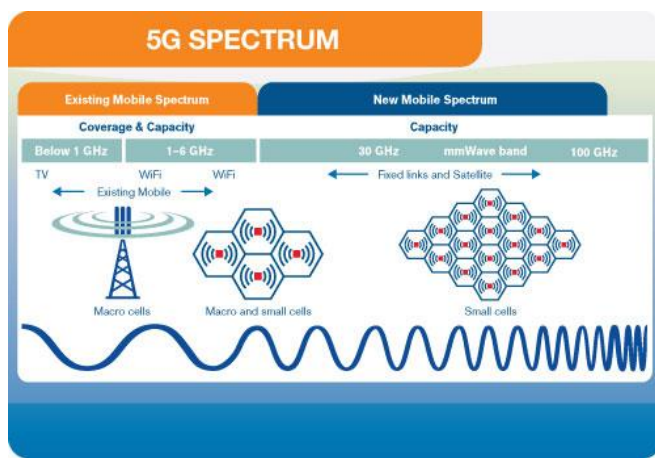 5G SPECTRUM
Existing Mobile Spectrum
New Mobile Spectrum
Coverage & Capacity
Capacity
Below 1 GHz
1–6 GHz
30 GHz
mmWave band
100 GHz
TV
WiFi
WiFi
Fixed links and Satellite
Existing Mobile
Macro cells
Macro and small cells
Small cells